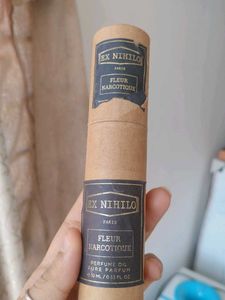 EX NIHILO
PARIS
FLEUR
NARCOTIQUE
EX NIHILO
PARIS
FLEUR
NARCOTIQUE
PERFUME OIL
PURE PARFUM